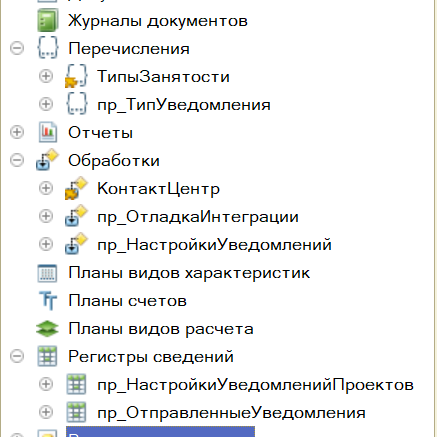 Журналы документов
Перечисления
ТипыЗанятости
пр_ТипУведомления
Отчеты
Обработки
КонтактЦентр
пр_ОтладкаИнтеграции
пр_НастройкиУведомлений
Планы видов характеристик
Планы счетов
Планы видов расчета
Регистры сведений
пр_НастройкиУведомленийПроектов
пр_ОтправленныеУведомления